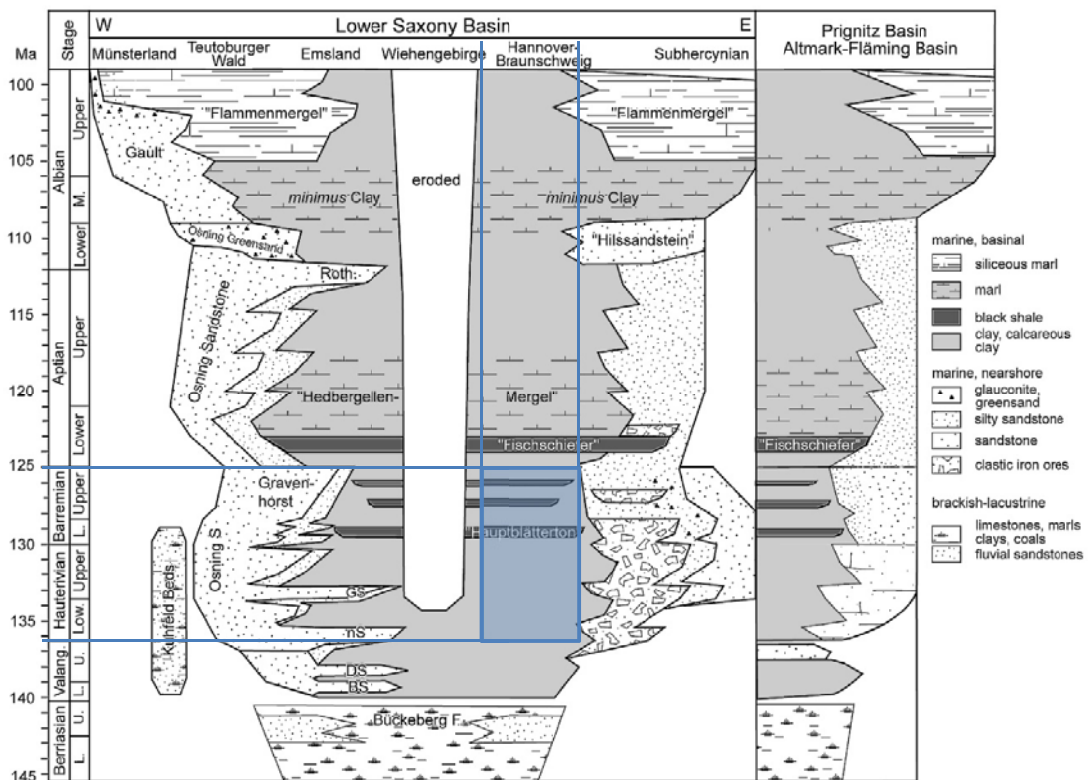 W
Lower Saxony Basin
E
Prignitz Basin
Altmark-Fläming Basin
Ma
Stage
Münsterland
Teutoburger
Wald
Emsland
Wiehengebirge
Hannover-
Braunschweig
Subhercynian
100
105
110
115
120
125
130
135
140
145
Albian
Upper
M.
Lower
Aptian
Upper
Lower
Barremian
Upper
L.
Hauterivian
Upper
Low.
Valang.
U.
L.
Berriasian
U.
L.
"Flammenmergel"
"Flammenmergel"
Gault
eroded
minimus Clay
minimus Clay
Osning Greensand
"Hilssandstein"
Roth.
Osning Sandstone
"Hedbergellen-
Mergel"
"Fischschiefer"
"Fischschiefer"
Graven-
horst
"Hauptblätterton"
Osning S
Kuhfeld Beds
GS
nS
DS
BS
Bückeberg F.
marine, basinal
siliceous marl
marl
black shale
clay, calcareous
clay
marine, nearshore
glauconite,
greensand
silty sandstone
sandstone
clastic iron ores
brackish-lacustrine
limestones, marls
clays, coals
fluvial sandstones